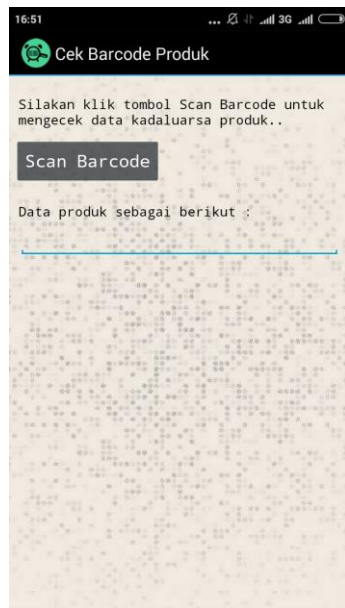 16:51 ... 3G
Cek Barcode Produk
Silakan klik tombol Scan Barcode untuk
mengecek data kadaluarsa produk..
Scan Barcode
Data produk sebagai berikut :